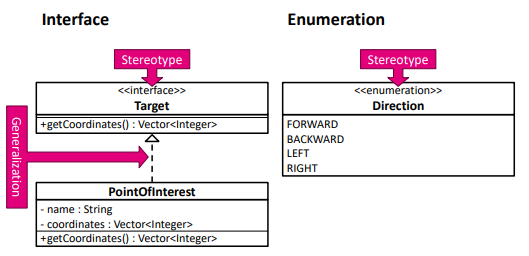 Interface
Stereotype
<<interface>>
Target
+getCoordinates() : Vector<Integer>
Generalization
PointOfInterest
- name : String
- coordinates : Vector<Integer>
+getCoordinates() : Vector<Integer>
Enumeration
Stereotype
<<enumeration>>
Direction
FORWARD
BACKWARD
LEFT
RIGHT